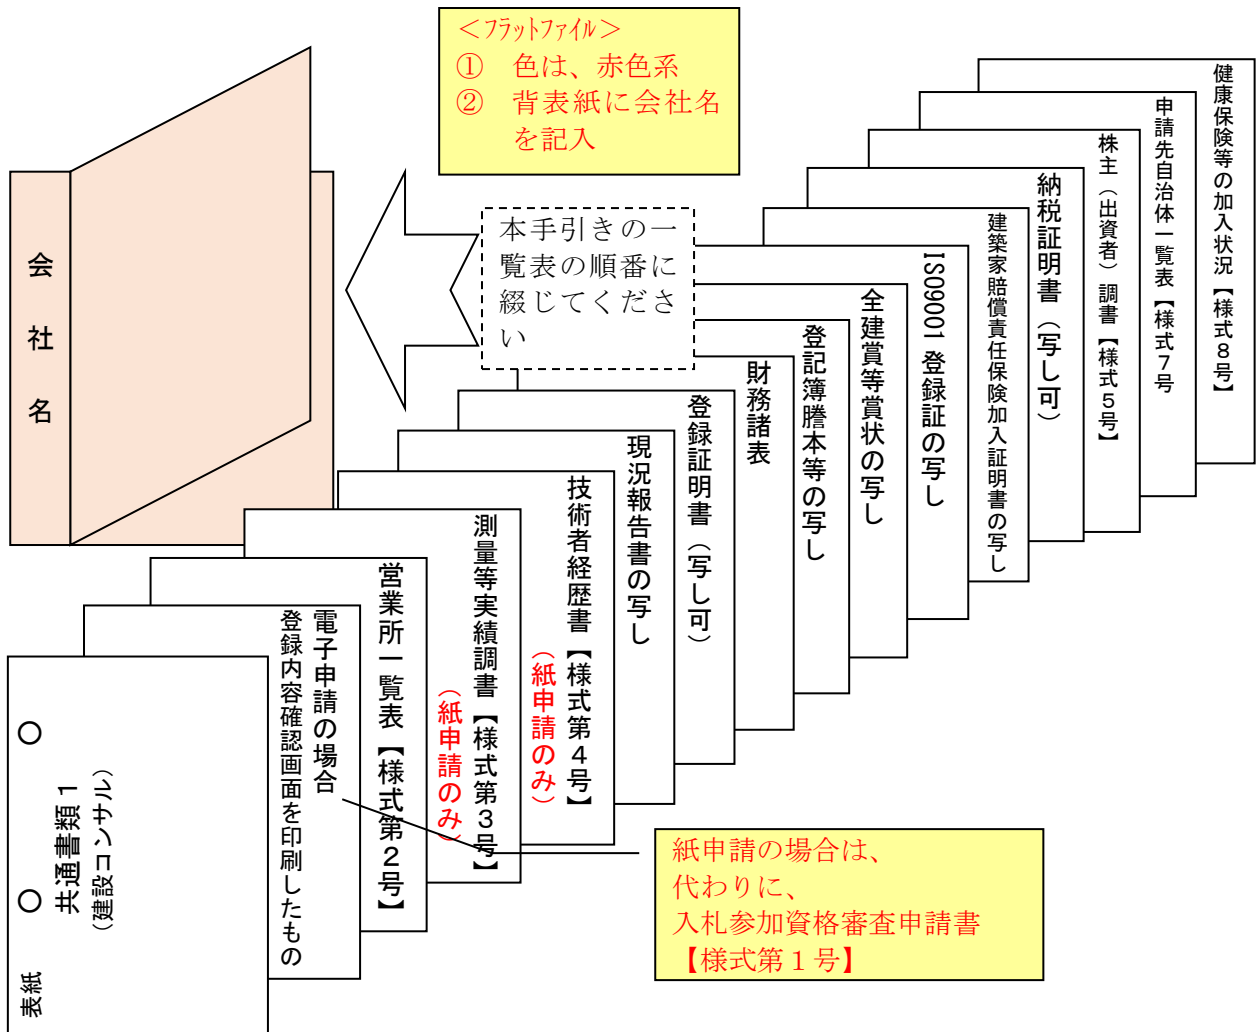 ＜フラットファイル＞
①　色は、赤色系
②　背表紙に会社名
を記入
会社名
本手引きの一
覧表の順番に
綴じてくださ
い
健康保険等の加入状況【様式８号】
申請先自治体一覧表【様式７号
株主（出資者）調書【様式５号】
納税証明書（写し可）
建築家賠償責任保険加入証明書の写し
ISO9001 登録証の写し
全建賞等賞状の写し
登記簿謄本等の写し
財務諸表
登録証明書（写し可）
現況報告書の写し
技術者経歴書【様式第４号】
（紙申請のみ）
測量等実績調書【様式第３号】
（紙申請のみ）
営業所一覧表【様式第２号】
電子申請の場合
登録内容確認画面を印刷したもの
共通書類１
（建設コンサル）
表紙
紙申請の場合は、
代わりに、
入札参加資格審査申請書
【様式第１号】